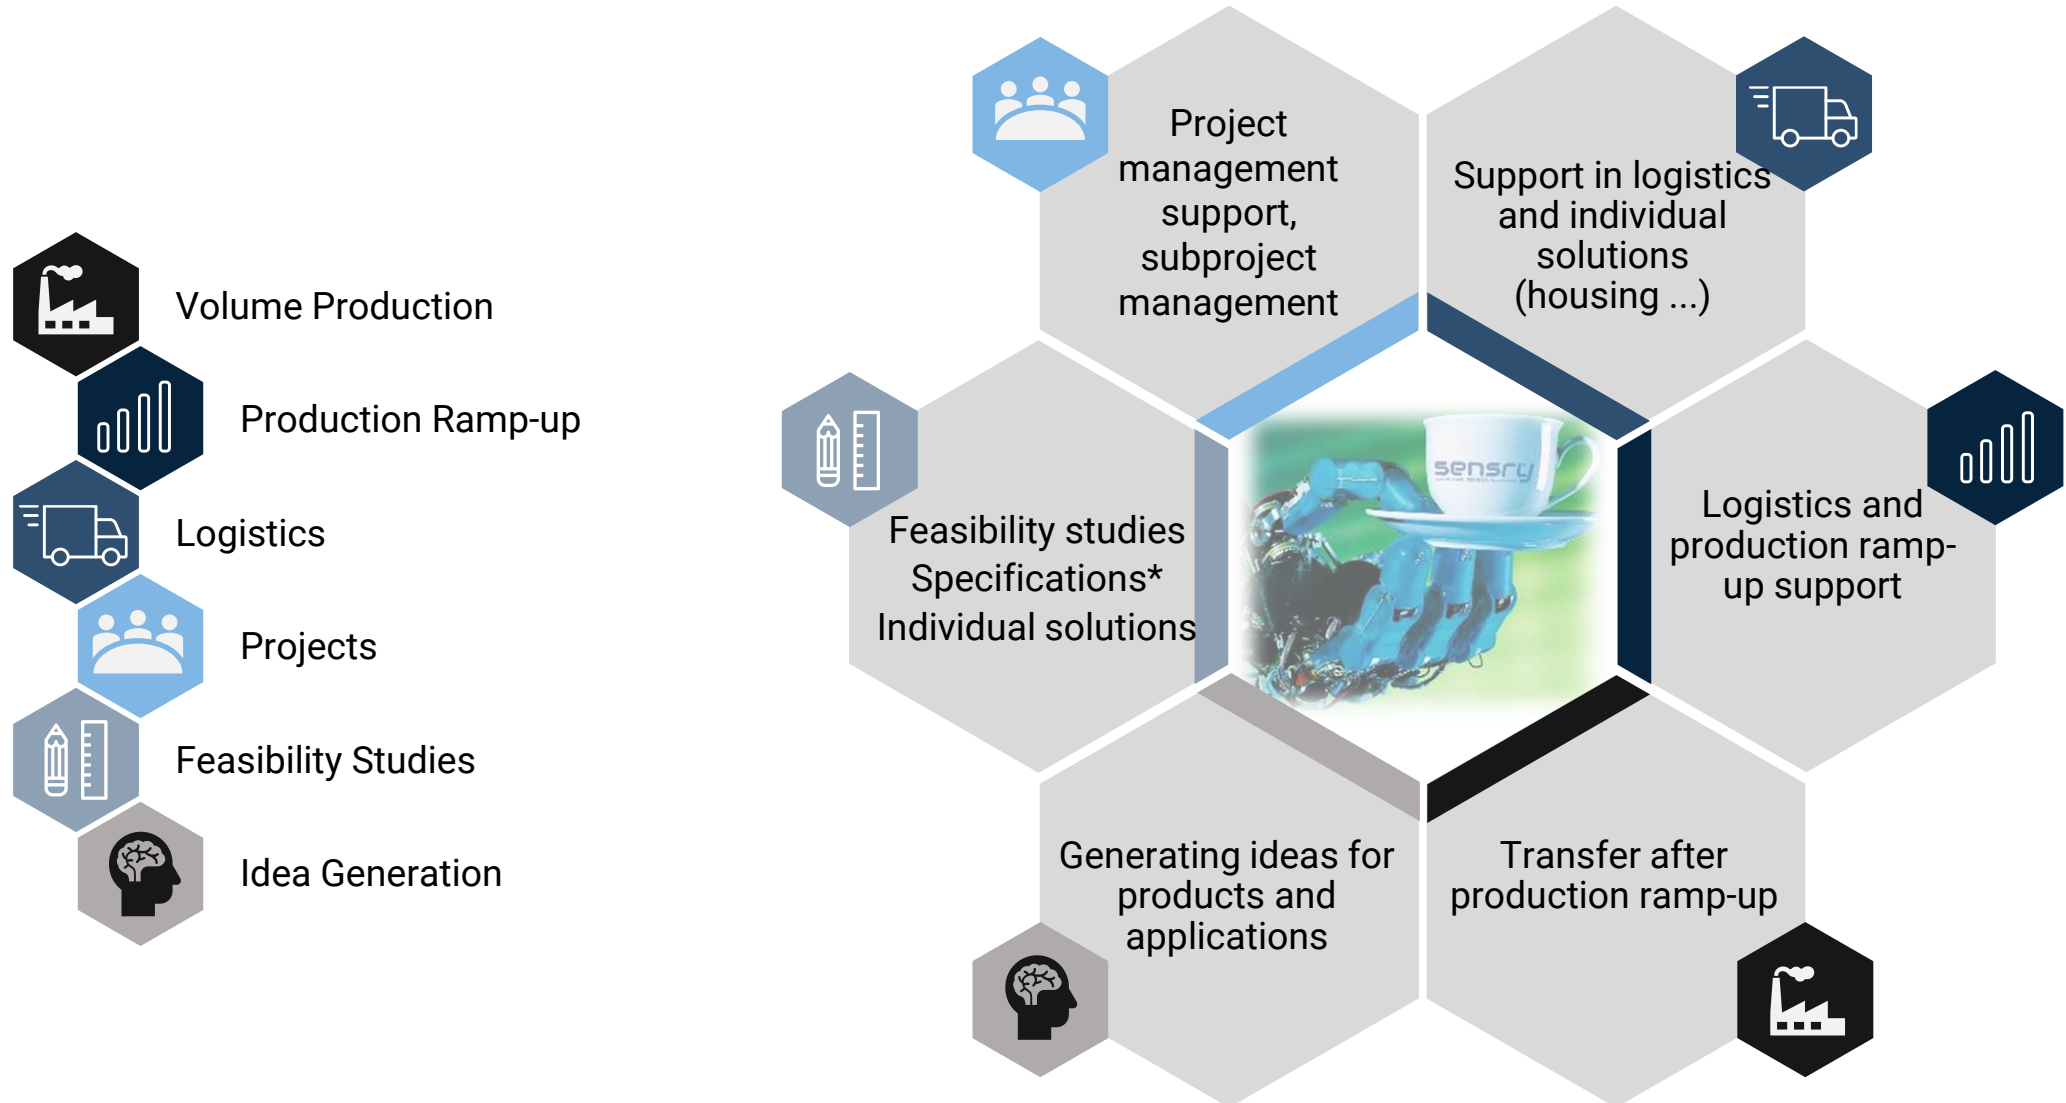 Volume Production
Production Ramp-up
Logistics
Projects
Feasibility Studies
Idea Generation
Project
management
support,
subproject
management
Support in logistics
and individual
solutions
(housing ...)
Feasibility studies
Specifications*
Individual solutions
sensry
Logistics and
production ramp-
up support
Generating ideas for
products and
applications
Transfer after
production ramp-up